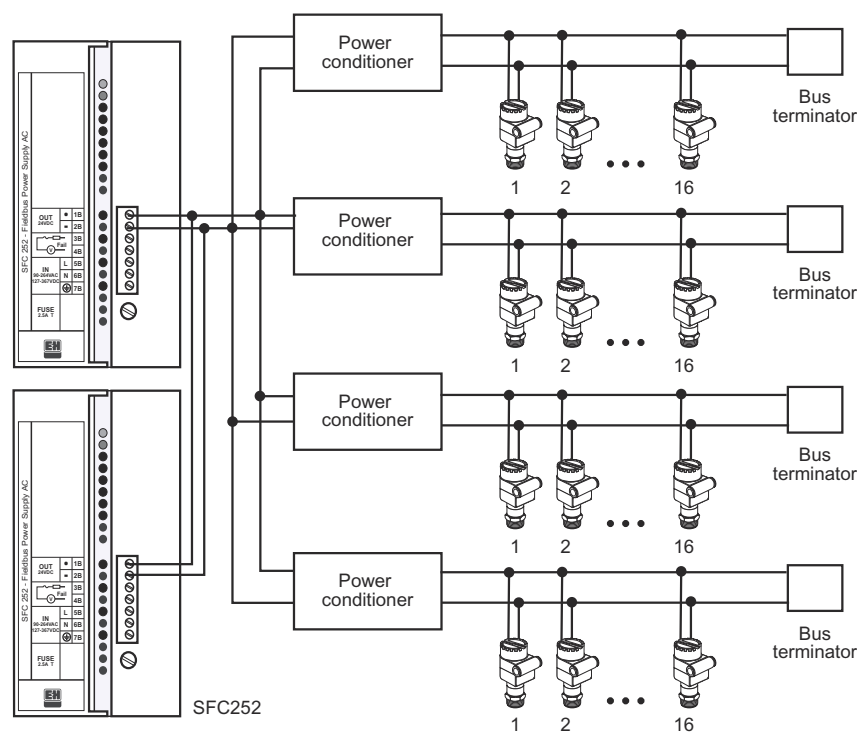 SFC 252 - Fieldbus Power Supply AC
OUT
24VDC
1B
2B
Fail
V
3B
4B
IN
90-264VAC
127-367VDC
L 5B
N 6B
7B
FUSE
2.5A T
EH
SFC 252 - Fieldbus Power Supply AC
OUT
24VDC
1B
2B
Fail
V
3B
4B
IN
90-264VAC
127-367VDC
L 5B
N 6B
7B
FUSE
2.5A T
EH
SFC252
Power
conditioner
1 2 ••• 16
Bus
terminator
Power
conditioner
1 2 ••• 16
Bus
terminator
Power
conditioner
1 2 ••• 16
Bus
terminator
Power
conditioner
1 2 ••• 16
Bus
terminator